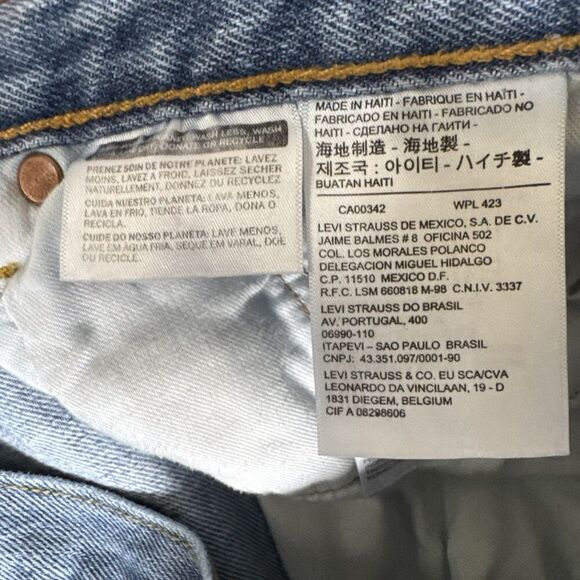 WASH LESS, WASH
OR RECYCLE
PRENEZ SOIN DE NOTRE PLANETE: LAVEZ
MOINS, LAVEZ A FROID, LAISSEZ SÉCHER
NATURELLEMENT, DONNEZ OU RECYCLEZ
CUIDA NUESTRO PLANETA: LAVA MENOS,
LAVA EN FRIO, TIENDE LA ROPA, DONA O
RECICLA.
CUIDE DO NOSSO PLANETA: LAVE MENOS,
LAVE EM AGUA FRIA, SEQUE EM VARAL, DOE
OU RECICLE.
MADE IN HAITI - FABRIQUE EN HAÏTI -
FABRICADO EN HAITI - FABRICADO NO
HAITI - СДЕЛАНО НА ГАИТИ -
海地制造 - 海地製 -
제조국 : 아이티 - ハイチ製 -
BUATAN HAITI
CA00342 WPL 423
LEVI STRAUSS DE MEXICO, S.A. DE C.V.
JAIME BALMES # 8 OFICINA 502
COL. LOS MORALES POLANCO
DELEGACION MIGUEL HIDALGO
C.P. 11510 MEXICO D.F.
R.F.C. LSM 660818 M-98 C.N.I.V. 3337
LEVI STRAUSS DO BRASIL
AV. PORTUGAL, 400
06990-110
ITAPEVI – SAO PAULO BRASIL
CNPJ: 43.351.097/0001-90
LEVI STRAUSS & CO. EU SCA/CVA
LEONARDO DA VINCILAAN, 19 - D
1831 DIEGEM, BELGIUM
CIF A 08298606